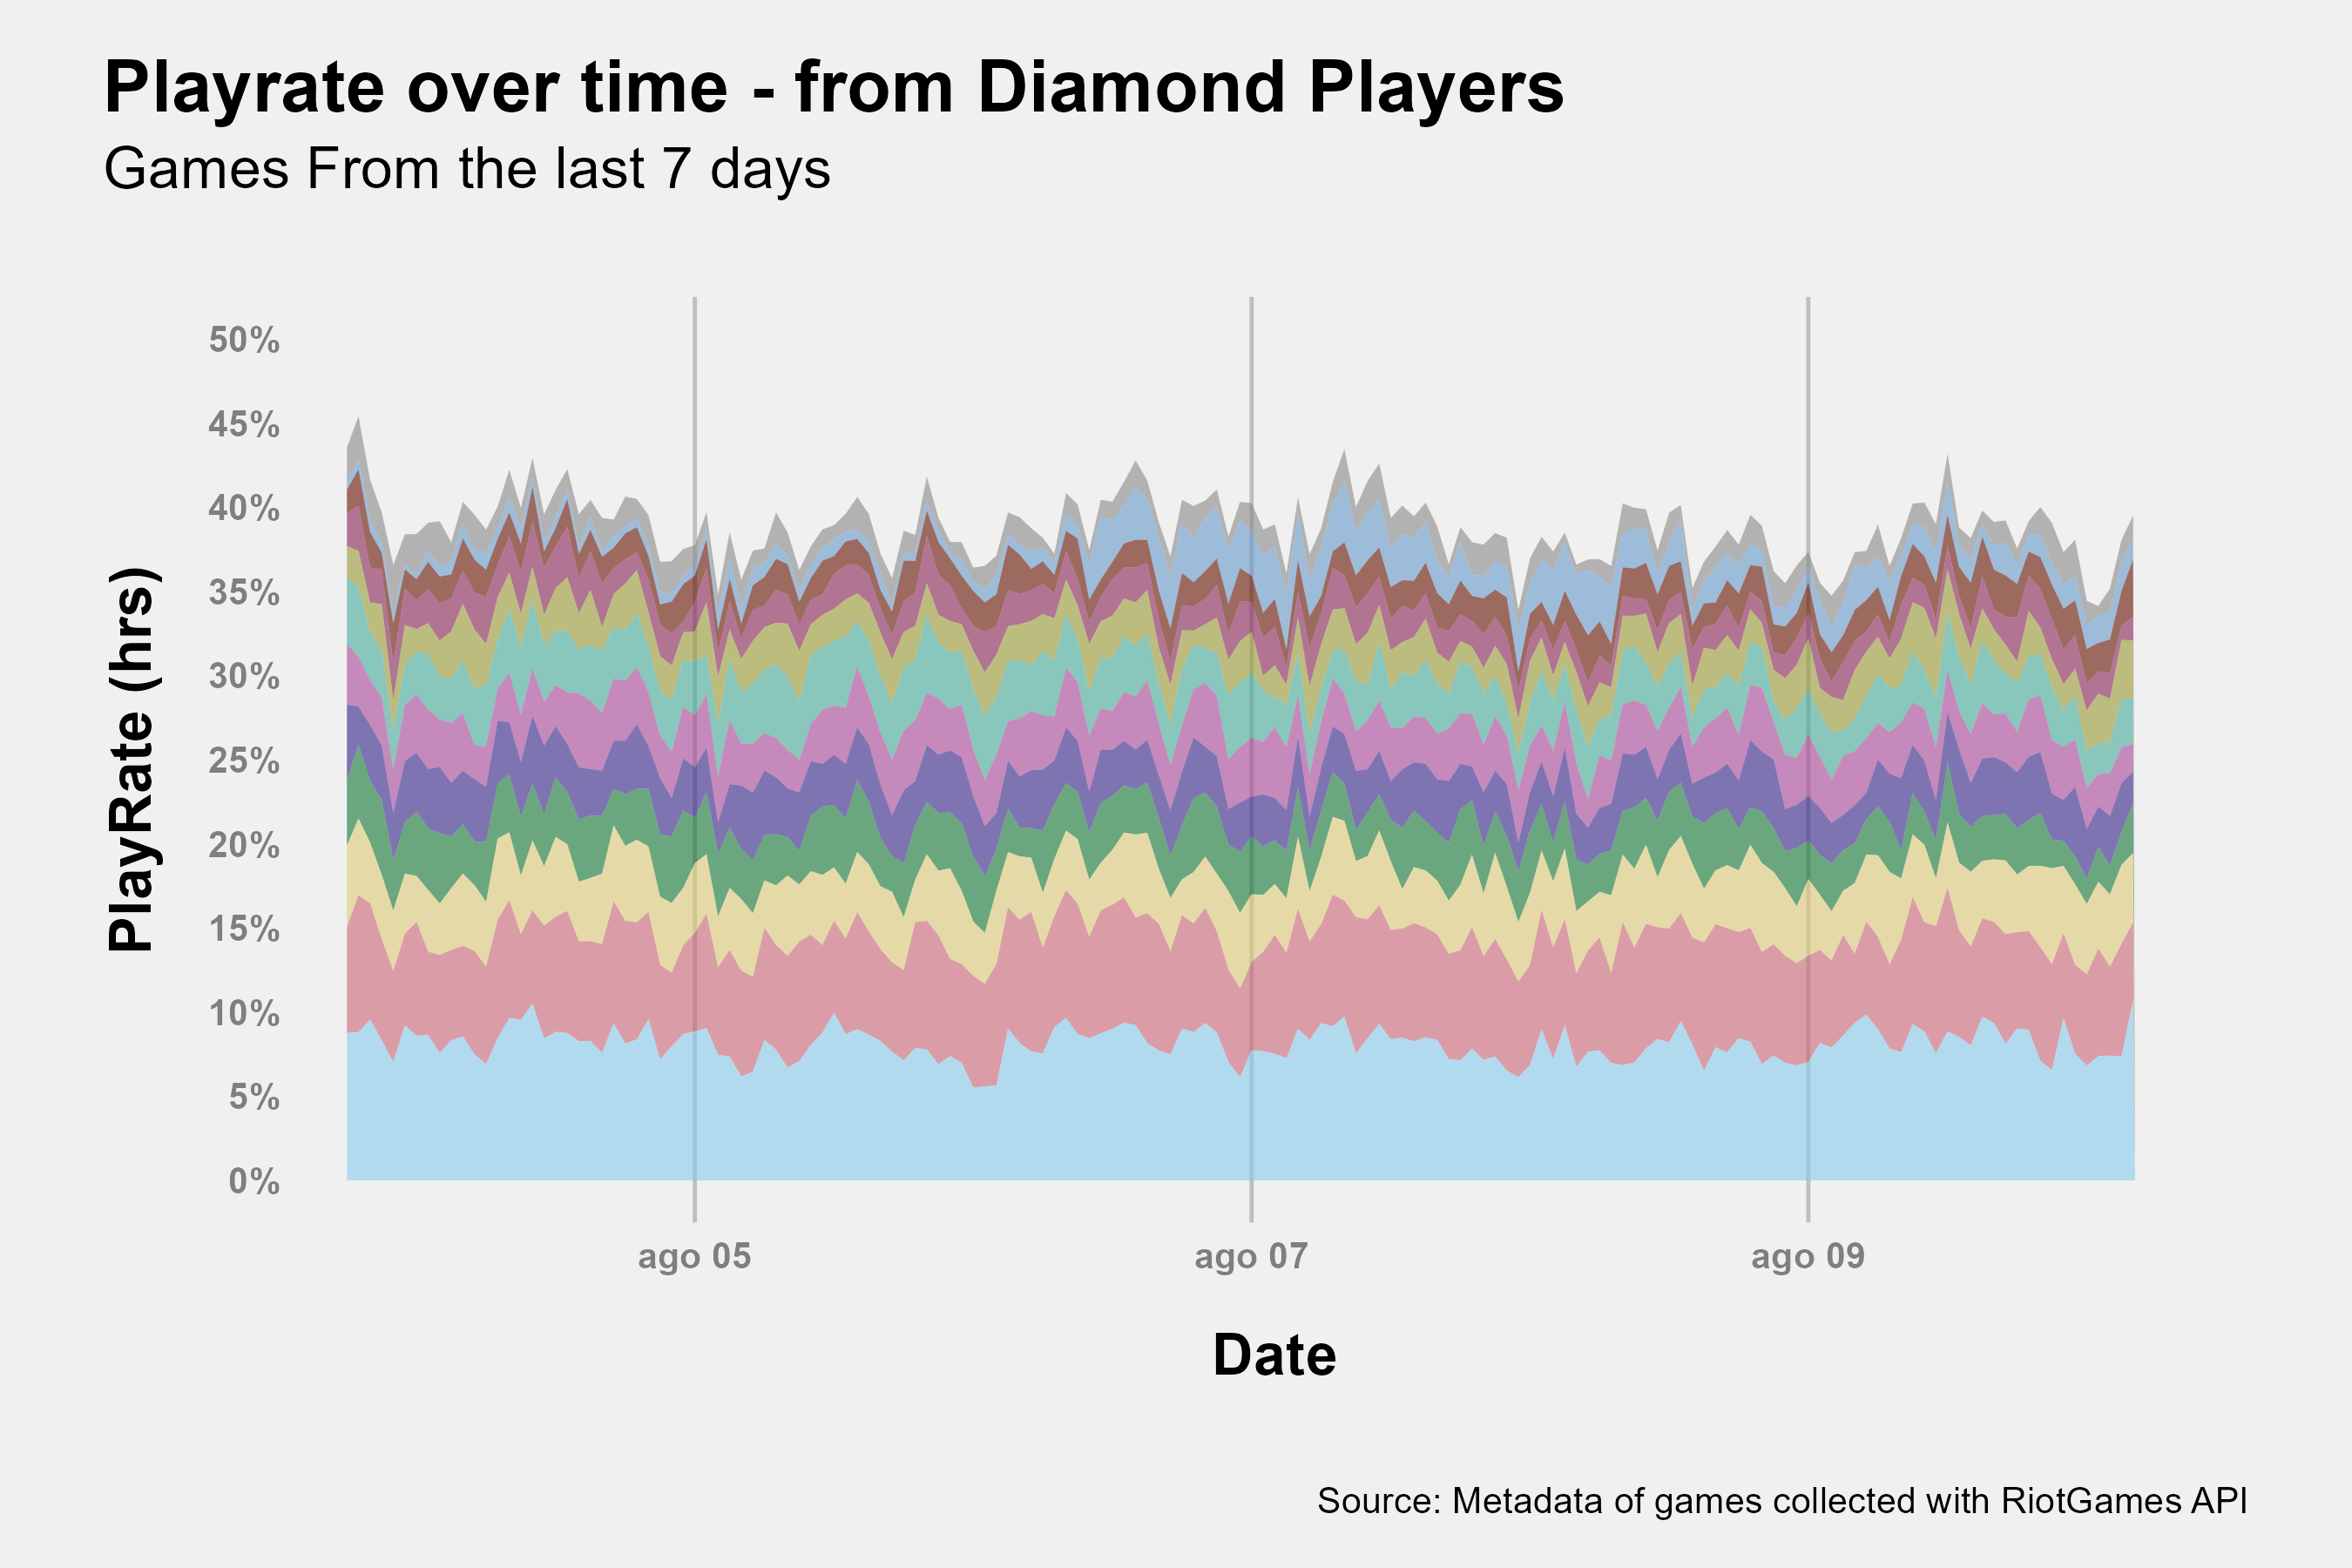 Playrate over time - from Diamond Players
Games From the last 7 days
PlayRate (hrs)
50%
45%
40%
35%
30%
25%
20%
15%
10%
5%
0%
ago 05
ago 07
ago 09
Date
Source: Metadata of games collected with RiotGames API